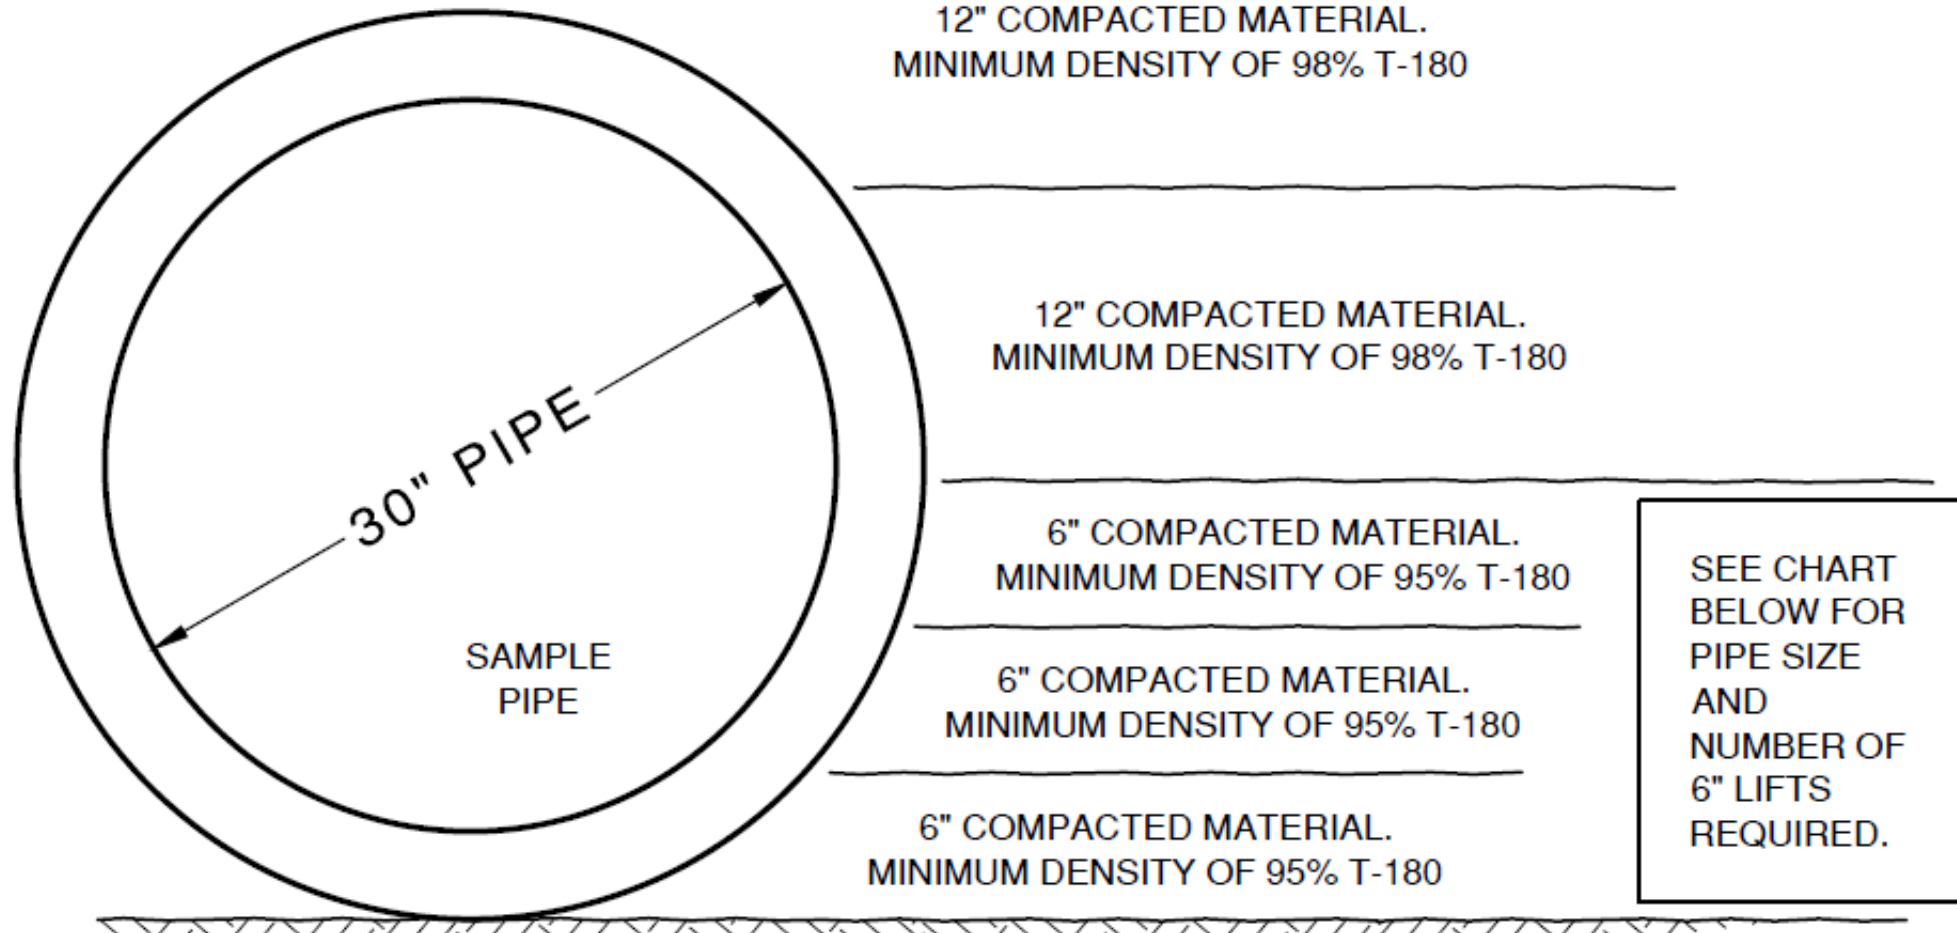 12" COMPACTED MATERIAL.
MINIMUM DENSITY OF 98% T-180
12" COMPACTED MATERIAL.
MINIMUM DENSITY OF 98% T-180
30" PIPE
6" COMPACTED MATERIAL.
MINIMUM DENSITY OF 95% T-180
SAMPLE
PIPE
6" COMPACTED MATERIAL.
MINIMUM DENSITY OF 95% T-180
6" COMPACTED MATERIAL.
MINIMUM DENSITY OF 95% T-180
SEE CHART
BELOW FOR
PIPE SIZE
AND
NUMBER OF
6" LIFTS
REQUIRED.